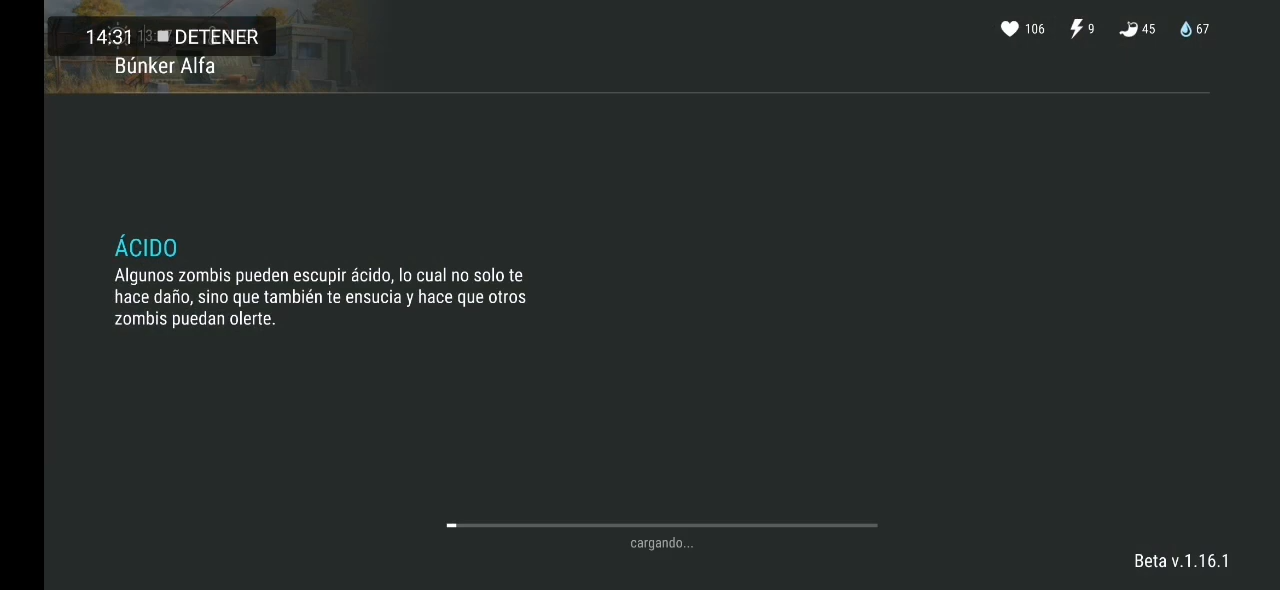 14:31 DETENER
106 9 45 67
Búnker Alfa
ÁCIDO
Algunos zombis pueden escupir ácido, lo cual no solo te
hace daño, sino que también te ensucia y hace que otros
zombis puedan olerte.
cargando...
Beta v.1.16.1